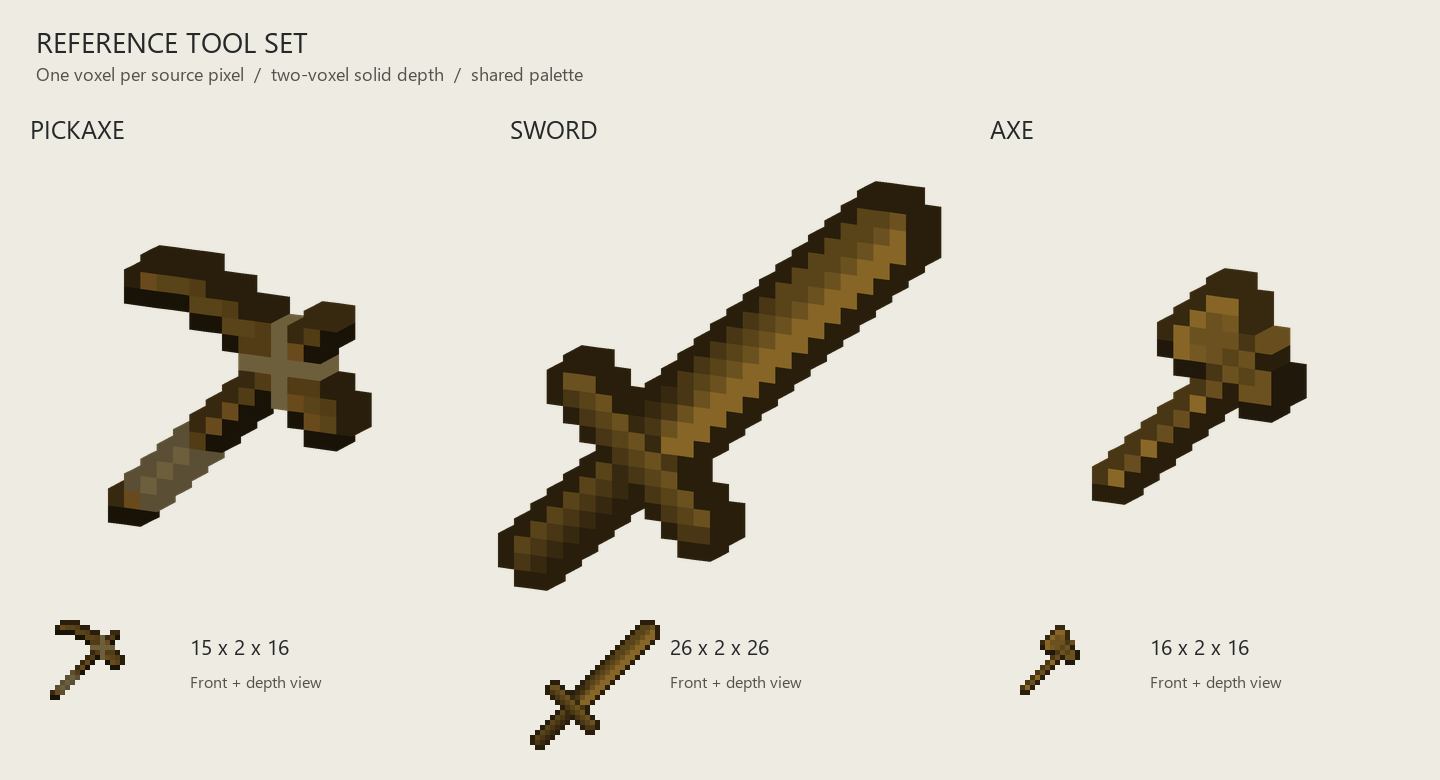 REFERENCE TOOL SET
One voxel per source pixel / two-voxel solid depth / shared palette
PICKAXE
SWORD
AXE
15 x 2 x 16
Front + depth view
26 x 2 x 26
Front + depth view
16 x 2 x 16
Front + depth view